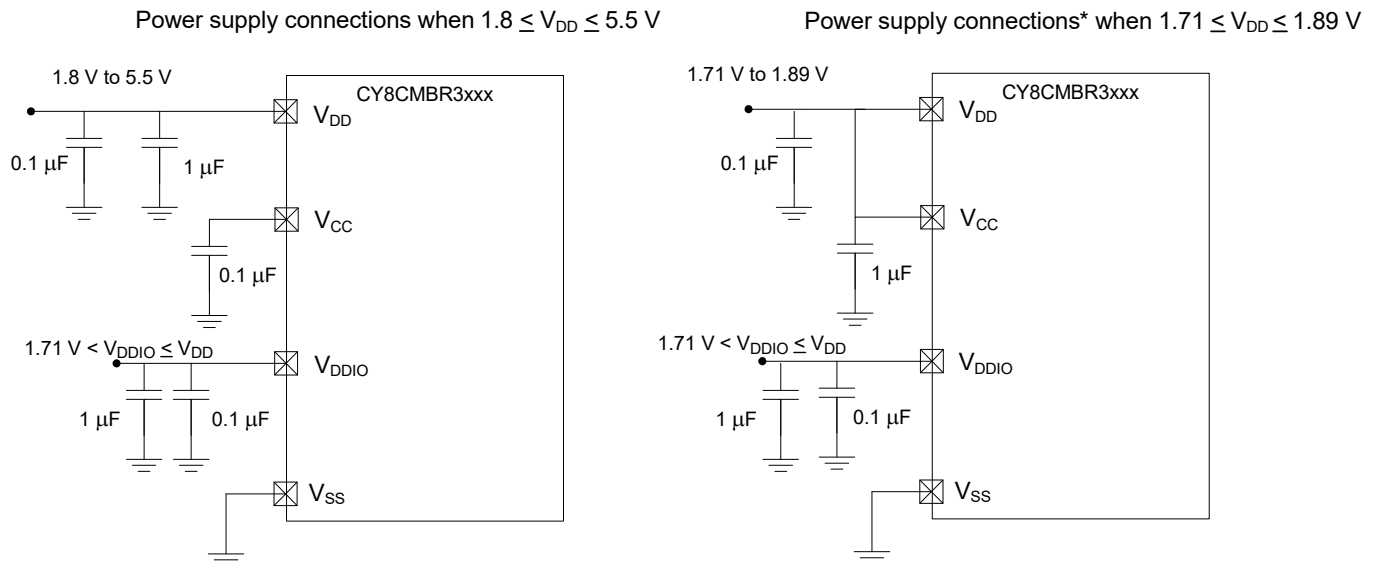 Power supply connections when 1.8 ≤ VDD ≤ 5.5 V
1.8 V to 5.5 V
CY8CMBR3xxx
VDD
0.1 µF
1 µF
VCC
0.1 µF
1.71 V < VDDIO ≤ VDD
VDDIO
1 µF
0.1 µF
VSS
Power supply connections* when 1.71 ≤ VDD ≤ 1.89 V
1.71 V to 1.89 V
CY8CMBR3xxx
VDD
0.1 µF
VCC
1 µF
1.71 V < VDDIO ≤ VDD
VDDIO
1 µF
0.1 µF
VSS